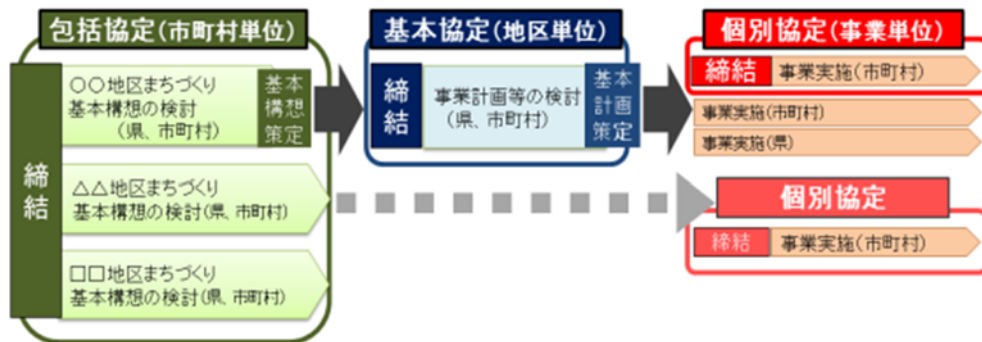 包括協定(市町村単位)
締結
○○地区まちづくり
基本構想の検討
(県、市町村)
基本構想策定
△△地区まちづくり
基本構想の検討(県、市町村)
□□地区まちづくり
基本構想の検討(県、市町村)
基本協定(地区単位)
締結
事業計画等の検討
(県、市町村)
基本計画策定
個別協定(事業単位)
締結 事業実施(市町村)
事業実施(市町村)
事業実施(県)
個別協定
締結 事業実施(市町村)